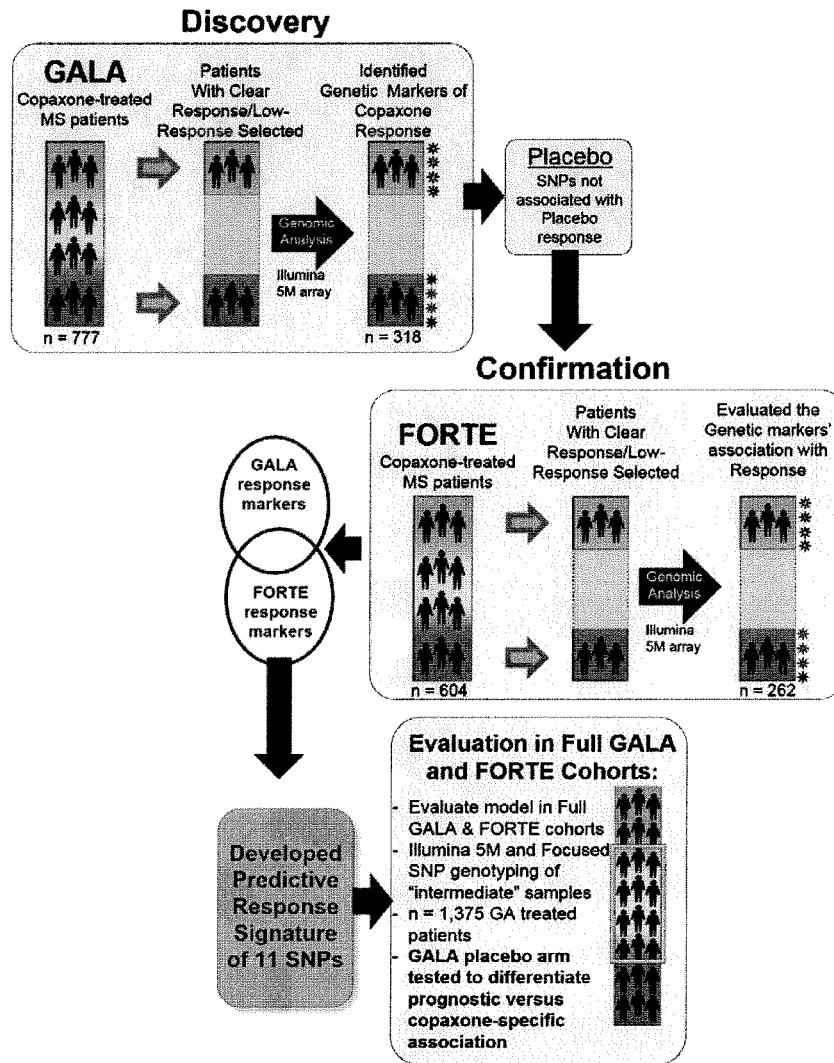 Discovery
GALA
Copaxone-treated
MS patients
n = 777
Patients
With Clear
Response/Low-
Response Selected
Genomic
Analysis
Illumina
5M array
Identified
Genetic Markers of
Copaxone
Response
n = 318
Placebo
SNPs not
associated with
Placebo
response
Confirmation
FORTE
Copaxone-treated
MS patients
n = 604
Patients
With Clear
Response/Low-
Response Selected
Genomic
Analysis
Illumina
5M array
Evaluated the
Genetic markers'
association with
Response
n = 262
GALA
response
markers
FORTE
response
markers
Developed
Predictive
Response
Signature
of 11 SNPs
Evaluation in Full GALA
and FORTE Cohorts:
- Evaluate model in Full
GALA & FORTE cohorts
- Illumina 5M and Focused
SNP genotyping of
"intermediate" samples
- n = 1,375 GA treated
patients
- GALA placebo arm
tested to differentiate
prognostic versus
copaxone-specific
association